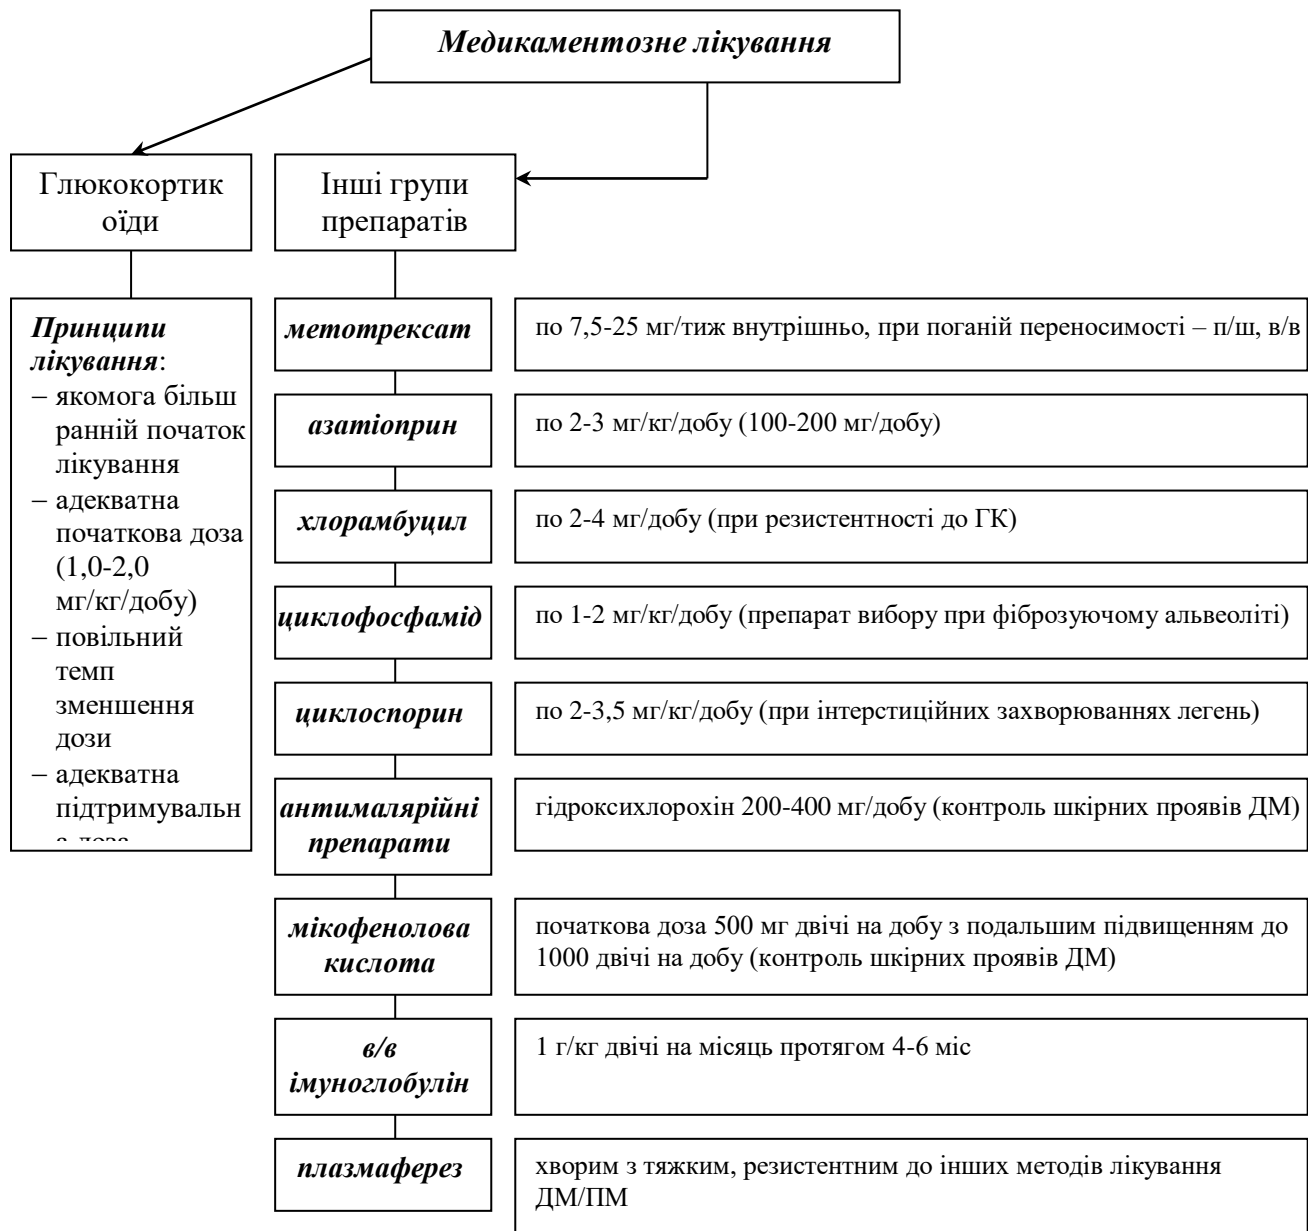 Медикаментозне лікування
Глюкокортик
оїди
Інші групи
препаратів
Принципи
лікування:
– якомога більш
ранній початок
лікування
– адекватна
початкова доза
(1,0-2,0
мг/кг/добу)
– повільний
темп
зменшення
дози
– адекватна
підтримувальн
а доза
метотрексат
по 7,5-25 мг/тиж внутрішньо, при поганій переносимості – п/ш, в/в
азатіоприн
по 2-3 мг/кг/добу (100-200 мг/добу)
хлорамбуцил
по 2-4 мг/добу (при резистентності до ГК)
циклофосфамід
по 1-2 мг/кг/добу (препарат вибору при фіброзуючому альвеоліті)
циклоспорин
по 2-3,5 мг/кг/добу (при інтерстиційних захворюваннях легень)
антималярійні
препарати
гідроксихлорохін 200-400 мг/добу (контроль шкірних проявів ДМ)
мікофенолова
кислота
початкова доза 500 мг двічі на добу з подальшим підвищенням до
1000 двічі на добу (контроль шкірних проявів ДМ)
в/в
імуноглобулін
1 г/кг двічі на місяць протягом 4-6 міс
плазмаферез
хворим з тяжким, резистентним до інших методів лікування
ДМ/ПМ